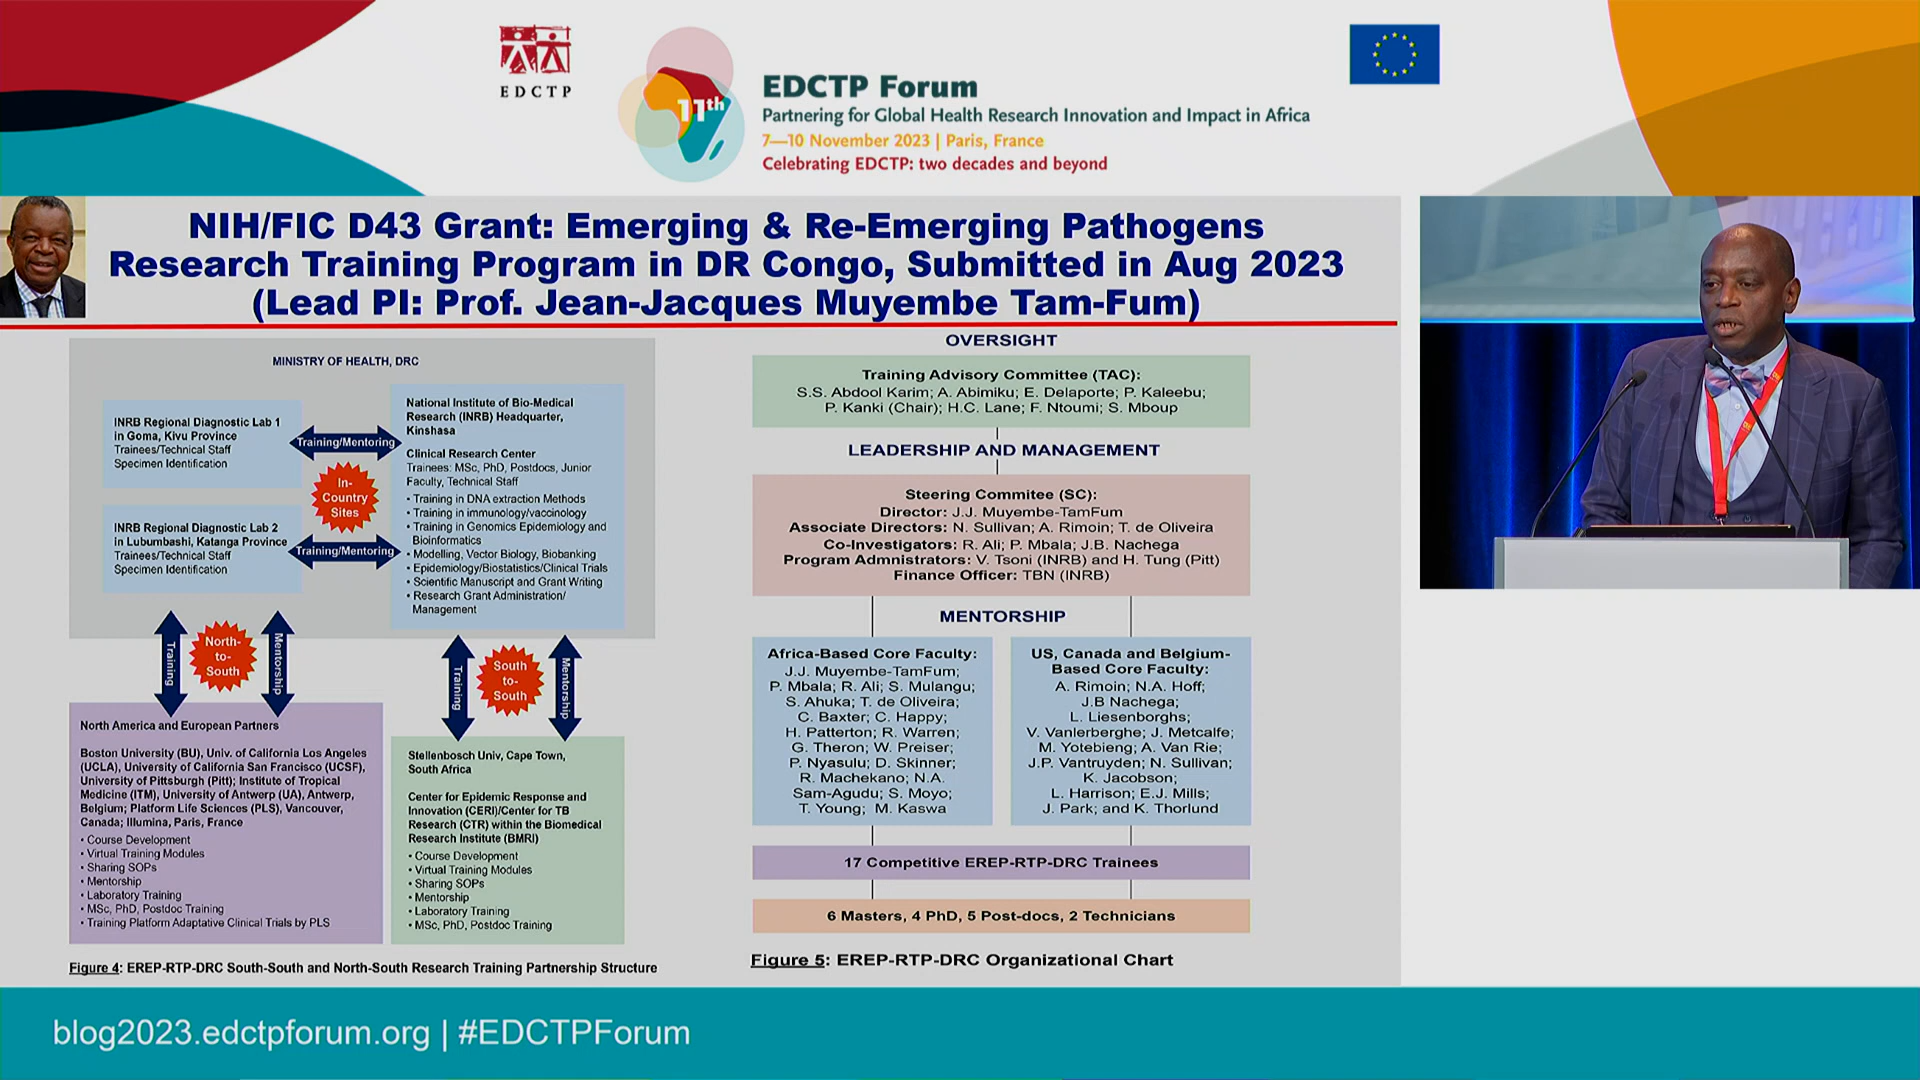 EDCTP
11th
EDCTP Forum
Partnering for Global Health Research Innovation and Impact in Africa
7—10 November 2023 | Paris, France
Celebrating EDCTP: two decades and beyond
NIH/FIC D43 Grant: Emerging & Re-Emerging Pathogens
Research Training Program in DR Congo, Submitted in Aug 2023
(Lead PI: Prof. Jean-Jacques Muyembe Tam-Fum)
MINISTRY OF HEALTH, DRC
INRB Regional Diagnostic Lab 1
in Goma, Kivu Province
Trainees/Technical Staff
Specimen Identification
Training/Mentoring
In-
Country
Sites
INRB Regional Diagnostic Lab 2
in Lubumbashi, Katanga Province
Trainees/Technical Staff
Specimen Identification
Training/Mentoring
National Institute of Bio-Medical
Research (INRB) Headquarter,
Kinshasa
Clinical Research Center
Trainees: MSc, PhD, Postdocs, Junior
Faculty, Technical Staff
• Training in DNA extraction Methods
• Training in immunology/vaccinology
• Training in Genomics Epidemiology and
Bioinformatics
• Modelling, Vector Biology, Biobanking
• Epidemiology/Biostatistics/Clinical Trials
• Scientific Manuscript and Grant Writing
• Research Grant Administration/
Management
Training
North-
to-
South
Mentorship
Training
South
to-
South
Mentorship
North America and European Partners
Boston University (BU), Univ. of California Los Angeles
(UCLA), University of California San Francisco (UCSF),
University of Pittsburgh (Pitt); Institute of Tropical
Medicine (ITM), University of Antwerp (UA), Antwerp,
Belgium; Platform Life Sciences (PLS), Vancouver,
Canada; Illumina, Paris, France
• Course Development
• Virtual Training Modules
• Sharing SOPs
• Mentorship
• Laboratory Training
• MSc, PhD, Postdoc Training
• Training Platform Adaptive Clinical Trials by PLS
Stellenbosch Univ, Cape Town,
South Africa
Center for Epidemic Response and
Innovation (CERI)/Center for TB
Research (CTR) within the Biomedical
Research Institute (BMRI)
• Course Development
• Virtual Training Modules
• Sharing SOPs
• Mentorship
• Laboratory Training
• MSc, PhD, Postdoc Training
Figure 4: EREP-RTP-DRC South-South and North-South Research Training Partnership Structure
OVERSIGHT
Training Advisory Committee (TAC):
S.S. Abdool Karim; A. Abimiku; E. Delaporte; P. Kaleebu;
P. Kanki (Chair); H.C. Lane; F. Ntoumi; S. Mboup
LEADERSHIP AND MANAGEMENT
Steering Commitee (SC):
Director: J.J. Muyembe-TamFum
Associate Directors: N. Sullivan; A. Rimoin; T. de Oliveira
Co-Investigators: R. Ali; P. Mbala; J.B. Nachega
Program Admnistrators: V. Tsoni (INRB) and H. Tung (Pitt)
Finance Officer: TBN (INRB)
MENTORSHIP
Africa-Based Core Faculty:
J.J. Muyembe-TamFum;
P. Mbala; R. Ali; S. Mulangu;
S. Ahuka; T. de Oliveira;
C. Baxter; C. Happy;
H. Patterton; R. Warren;
G. Theron; W. Preiser;
P. Nyasulu; D. Skinner;
R. Machekano; N.A.
Sam-Agudu; S. Moyo;
T. Young; M. Kaswa
US, Canada and Belgium-
Based Core Faculty:
A. Rimoin; N.A. Hoff;
J.B Nachega;
L. Liesenborghs;
V. Vanlerberghe; J. Metcalfe;
M. Yotebieng; A. Van Rie;
J.P. Vantruyden; N. Sullivan;
K. Jacobson;
L. Harrison; E.J. Mills;
J. Park; and K. Thorlund
17 Competitive EREP-RTP-DRC Trainees
6 Masters, 4 PhD, 5 Post-docs, 2 Technicians
Figure 5: EREP-RTP-DRC Organizational Chart
blog2023.edctpforum.org | #EDCTPForum